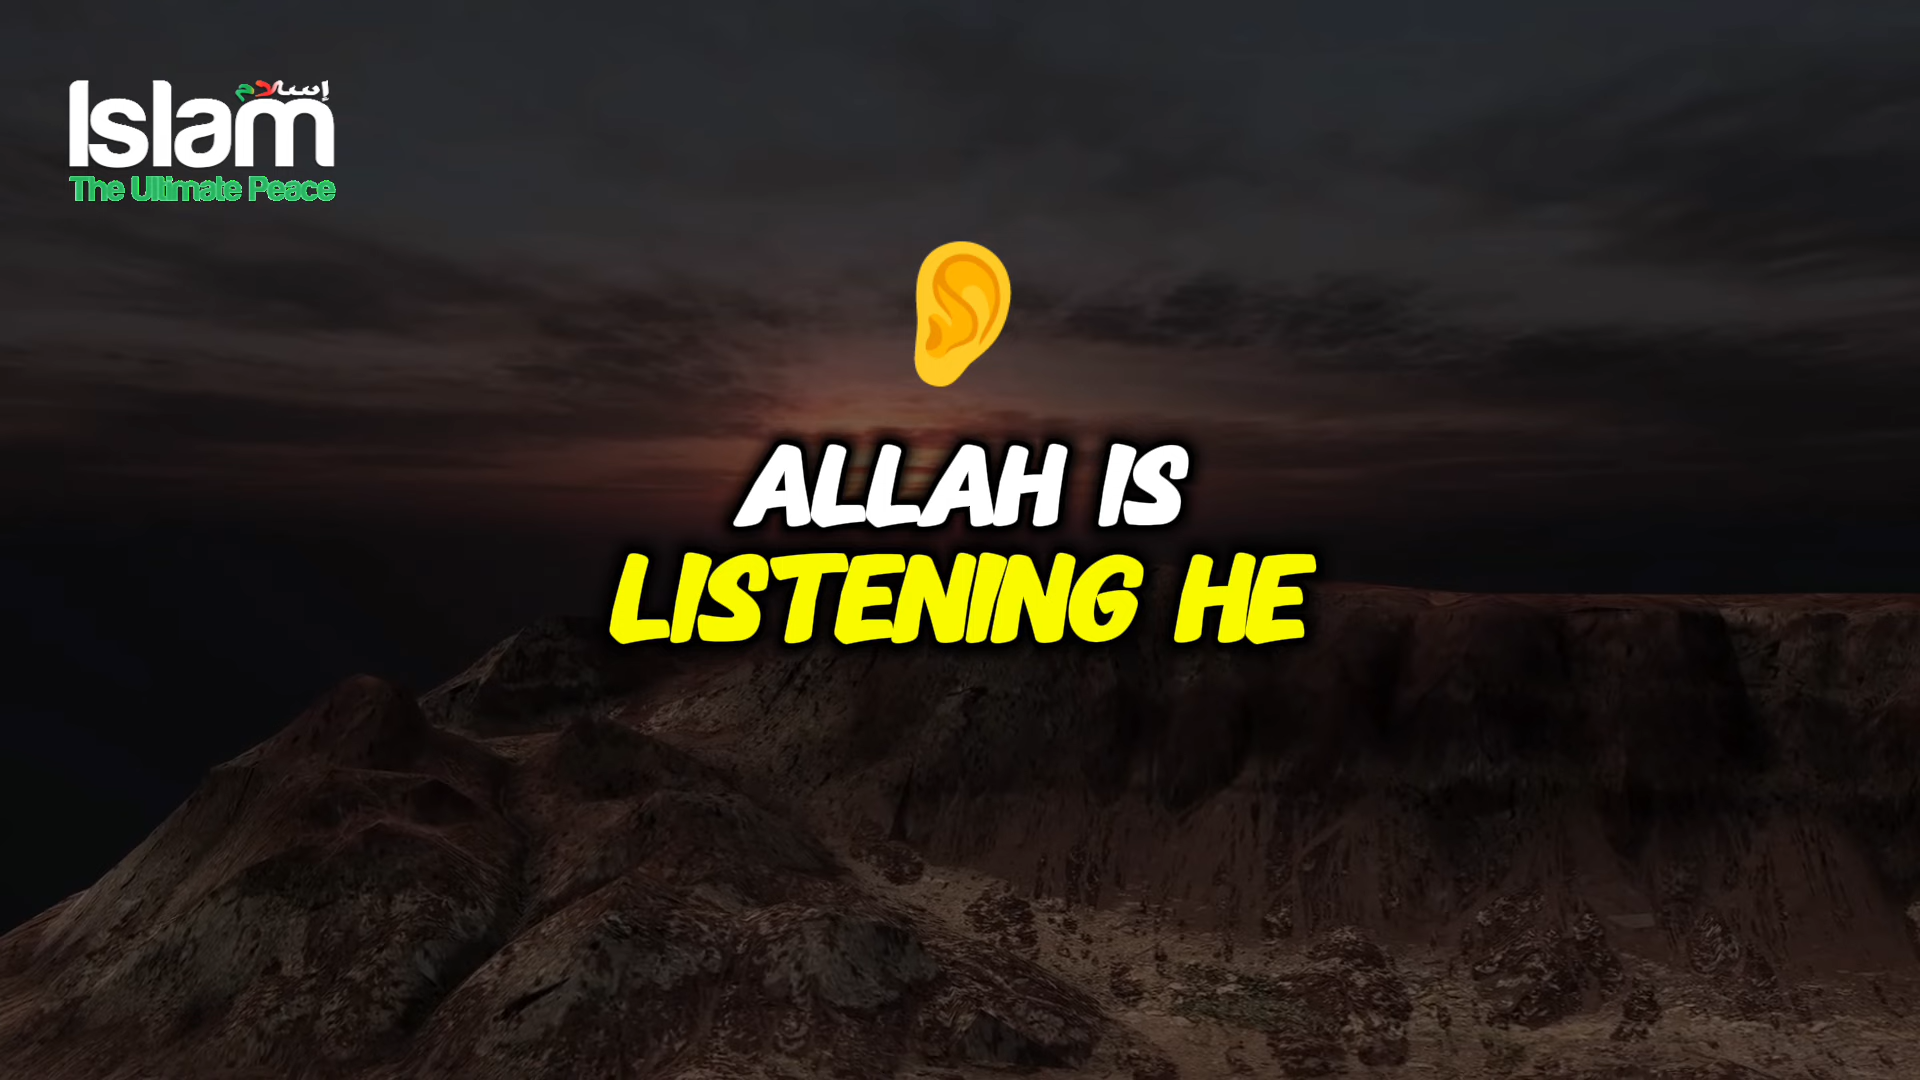 إسلام
Islam
The Ultimate Peace
ALLAH IS
LISTENING HE